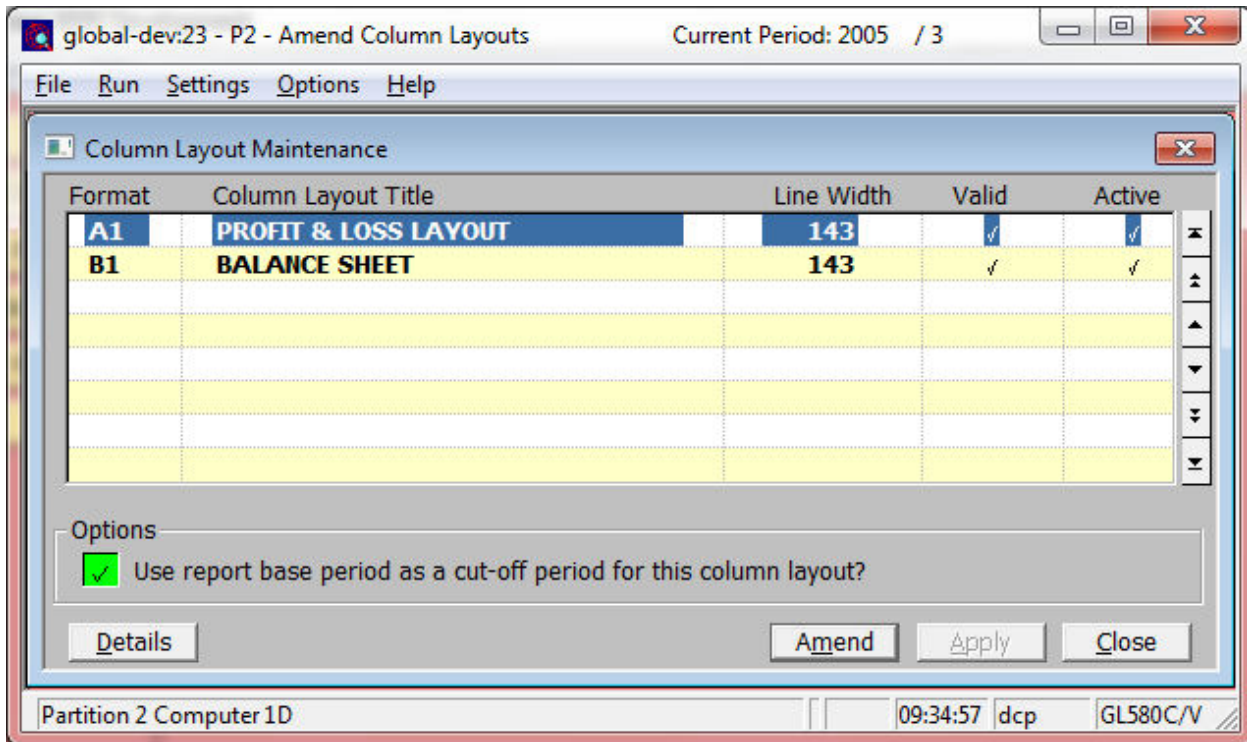 global-dev:23 - P2 - Amend Column Layouts Current Period: 2005 / 3
File Run Settings Options Help
Column Layout Maintenance
Format Column Layout Title Line Width Valid Active
A1 PROFIT & LOSS LAYOUT 143 √ √
B1 BALANCE SHEET 143 √ √
Options
√ Use report base period as a cut-off period for this column layout?
Details Amend Apply Close
Partition 2 Computer 1D 09:34:57 dcp GL580C/V